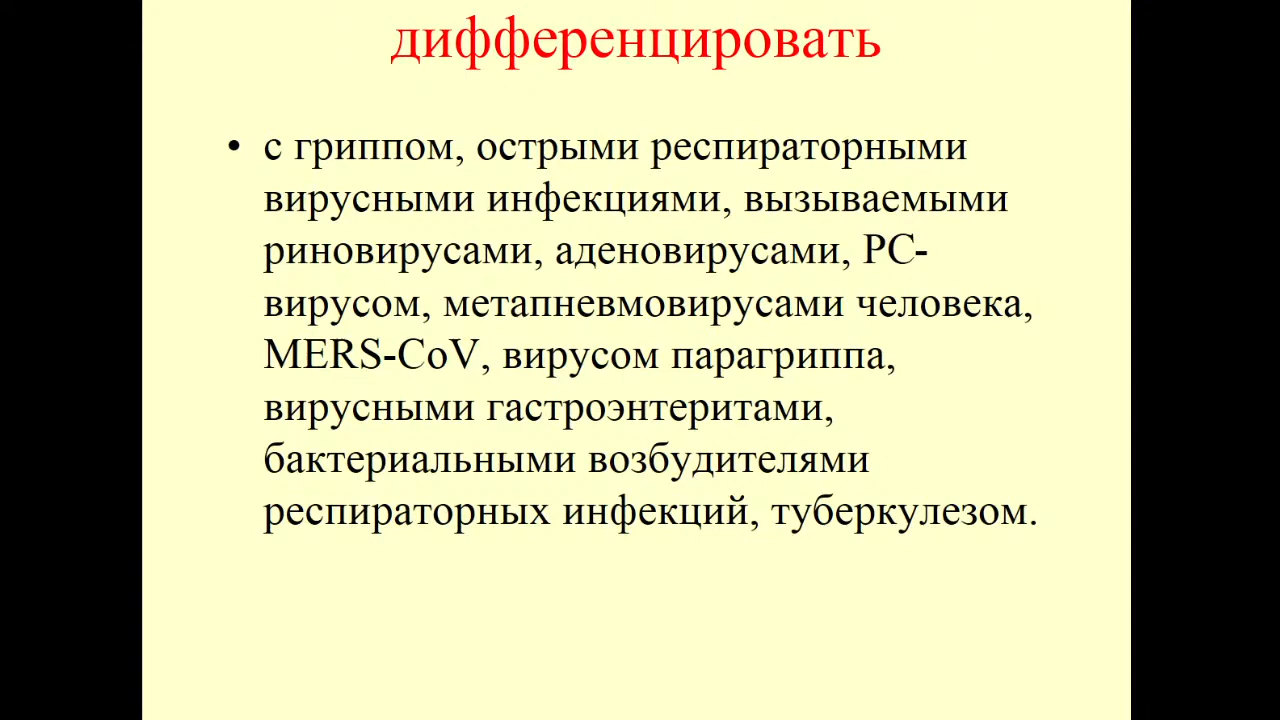 дифференцировать
• с гриппом, острыми респираторными
вирусными инфекциями, вызываемыми
риновирусами, аденовирусами, РС-
вирусом, метапневмовирусами человека,
MERS-CoV, вирусом парагриппа,
вирусными гастроэнтеритами,
бактериальными возбудителями
респираторных инфекций, туберкулезом.